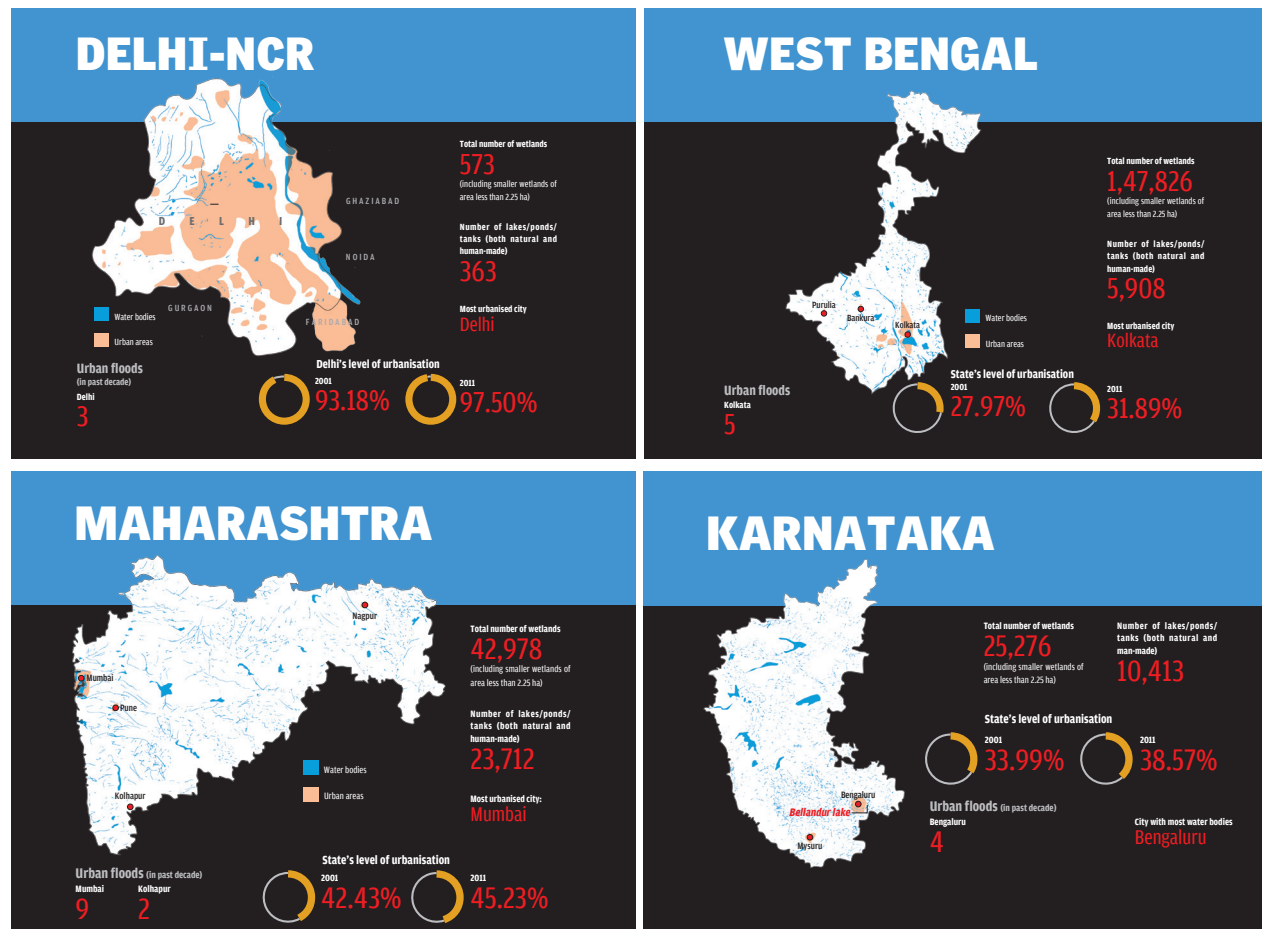 DELHI-NCR
Total number of wetlands
573
(including smaller wetlands of
area less than 2.25 ha)
GHAZIABAD
DELHI
Number of lakes/ponds/
tanks (both natural and
human-made)
363
NOIDA
GURGAON
FARIDABAD
Most urbanised city
Delhi
Water bodies
Urban areas
Urban floods
(in past decade)
Delhi
3
Delhi's level of urbanisation
2001
93.18%
2011
97.50%
WEST BENGAL
Total number of wetlands
1,47,826
(including smaller wetlands of
area less than 2.25 ha)
Number of lakes/ponds/
tanks (both natural and
human-made)
5,908
Purulia
Bankura
Kolkata
Water bodies
Urban areas
Most urbanised city
Kolkata
Urban floods
Kolkata
5
State's level of urbanisation
2001
27.97%
2011
31.89%
MAHARASHTRA
Nagpur
Mumbai
Pune
Kolhapur
Total number of wetlands
42,978
(including smaller wetlands of
area less than 2.25 ha)
Number of lakes/ponds/
tanks (both natural and
human-made)
23,712
Water bodies
Urban areas
Most urbanised city:
Mumbai
Urban floods (in past decade)
Mumbai
9
Kolhapur
2
State's level of urbanisation
2001
42.43%
2011
45.23%
KARNATAKA
Total number of wetlands
25,276
(including smaller wetlands of
area less than 2.25 ha)
Number of lakes/ponds/
tanks (both natural and
man-made)
10,413
State's level of urbanisation
2001
33.99%
2011
38.57%
Bengaluru
Bellandur lake
Mysuru
Urban floods (in past decade)
Bengaluru
4
City with most water bodies
Bengaluru